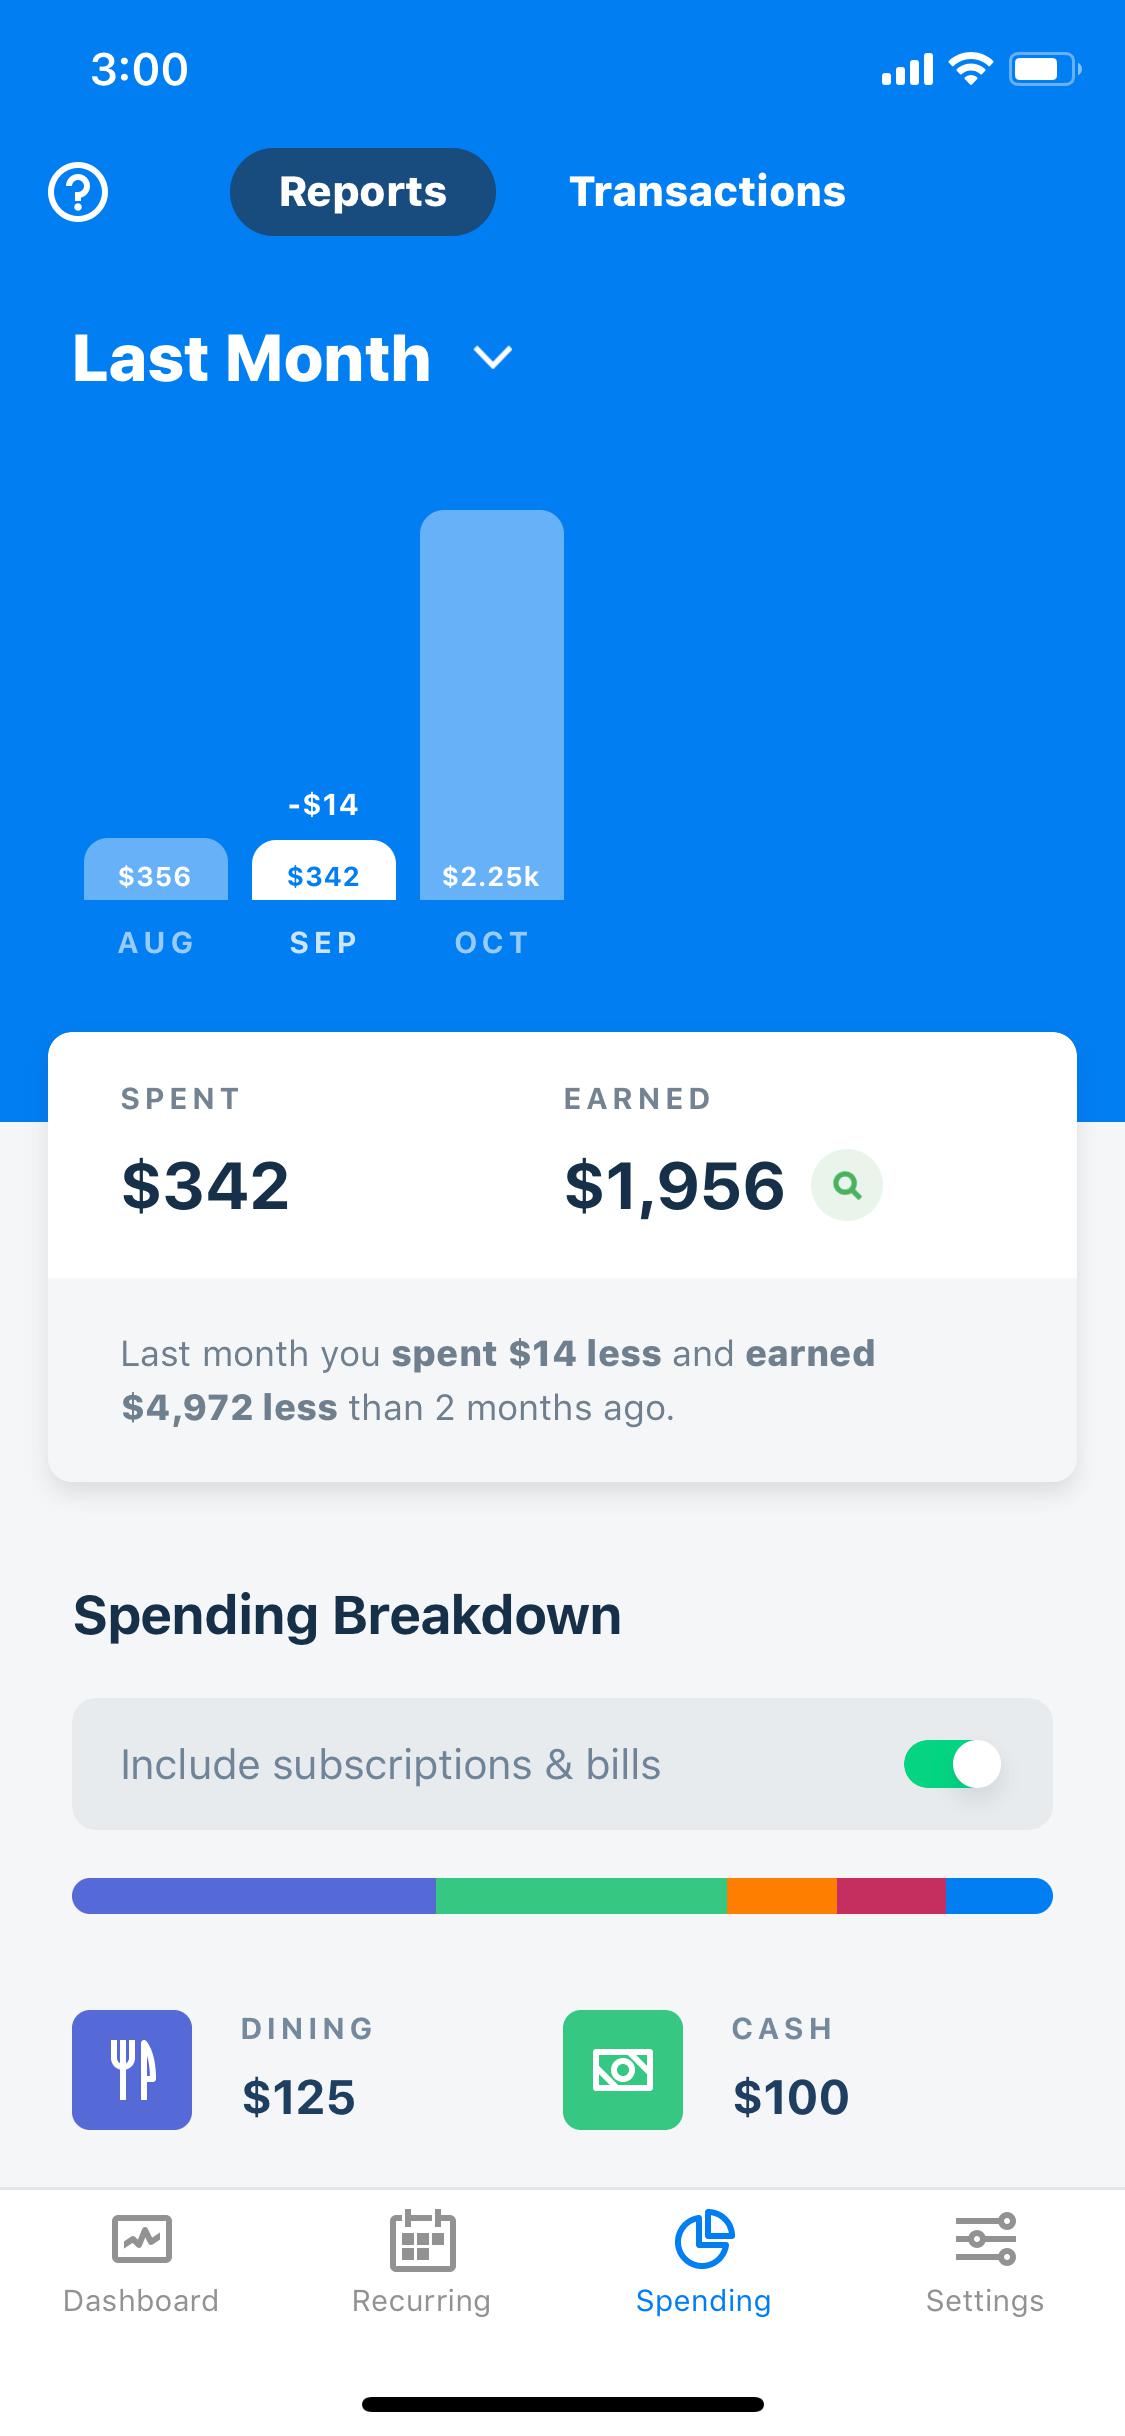 3:00
Reports Transactions
Last Month
-$14
$356 $342 $2.25k
AUG SEP OCT
SPENT EARNED
$342 $1,956
Last month you spent $14 less and earned
$4,972 less than 2 months ago.
Spending Breakdown
Include subscriptions & bills
DINING CASH
$125 $100
Dashboard Recurring Spending Settings